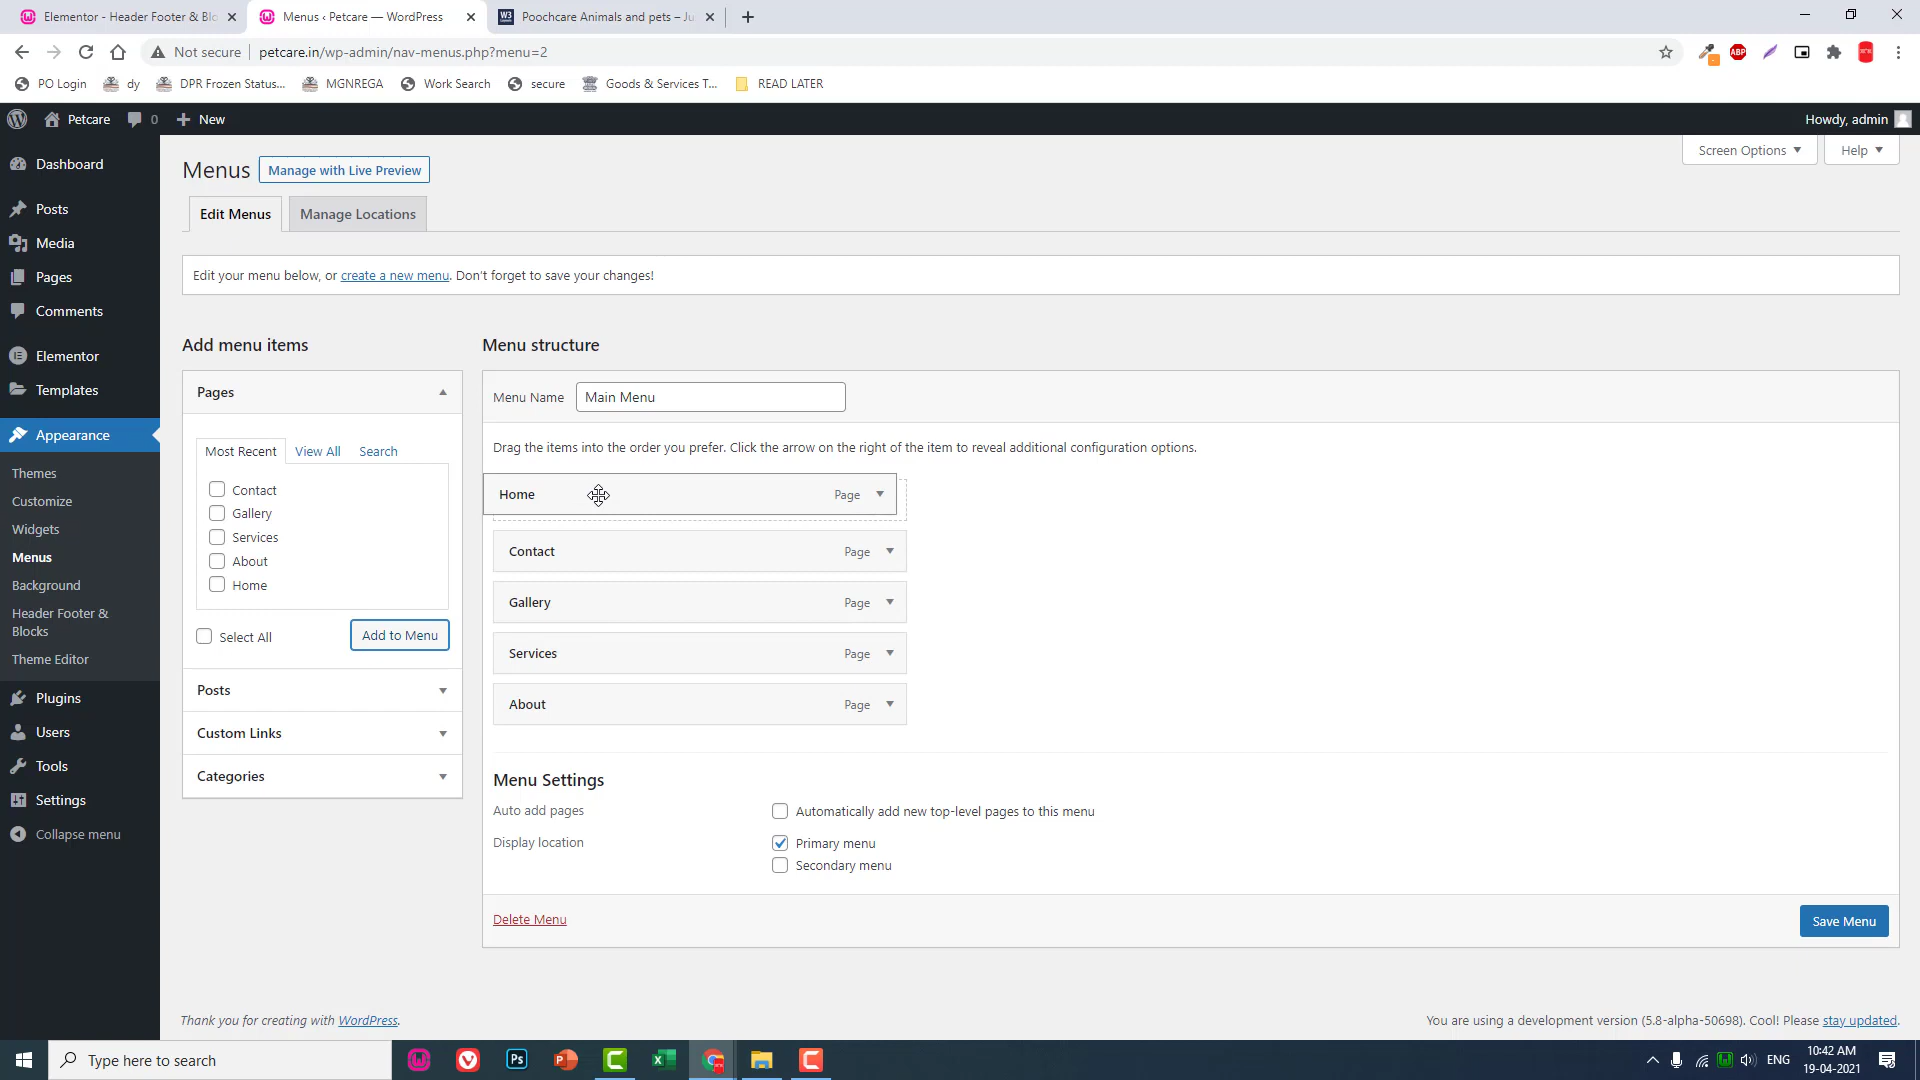 Elementor - Header Footer & Blo
Menus ‹ Petcare — WordPress
Poochcare Animals and pets – Ju
Not secure
petcare.in/wp-admin/nav-menus.php?menu=2
PO Login
dy
DPR Frozen Status...
MGNREGA
Work Search
secure
Goods & Services T...
READ LATER
Petcare
0
New
Howdy, admin
Dashboard
Posts
Media
Pages
Comments
Elementor
Templates
Appearance
Themes
Customize
Widgets
Menus
Background
Header Footer &
Blocks
Theme Editor
Plugins
Users
Tools
Settings
Collapse menu
Screen Options
Help
Menus
Manage with Live Preview
Edit Menus
Manage Locations
Edit your menu below, or create a new menu. Don't forget to save your changes!
Add menu items
Pages
Most Recent
View All
Search
Contact
Gallery
Services
About
Home
Select All
Add to Menu
Posts
Custom Links
Categories
Menu structure
Menu Name
Main Menu
Drag the items into the order you prefer. Click the arrow on the right of the item to reveal additional configuration options.
Home Page
Contact Page
Gallery Page
Services Page
About Page
Menu Settings
Auto add pages
Automatically add new top-level pages to this menu
Display location
Primary menu
Secondary menu
Delete Menu
Save Menu
Thank you for creating with WordPress.
You are using a development version (5.8-alpha-50698). Cool! Please stay updated.
Type here to search
ENG
10:42 AM
19-04-2021